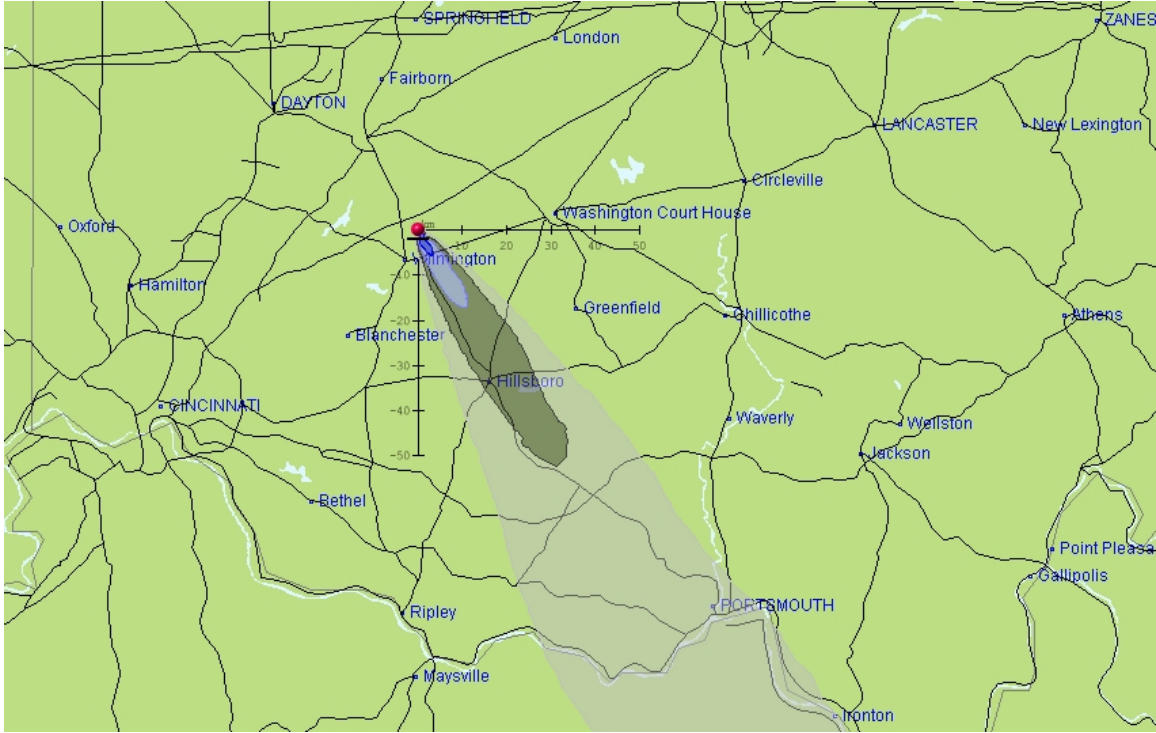 SPRINGFIELD
ZANES
London
Fairborn
DAYTON
LANCASTER
New Lexington
Circleville
Washington Court House
Oxford
km
10 20 30 40 50
Wilmington
-10
Hamilton
Greenfield
Chillicothe
Athens
-20
Blanchester
-30
Hillsboro
CINCINNATI
-40
Waverly
Wellston
-50
Jackson
Bethel
Point Pleasa
Gallipolis
Ripley
PORTSMOUTH
Maysville
Ironton